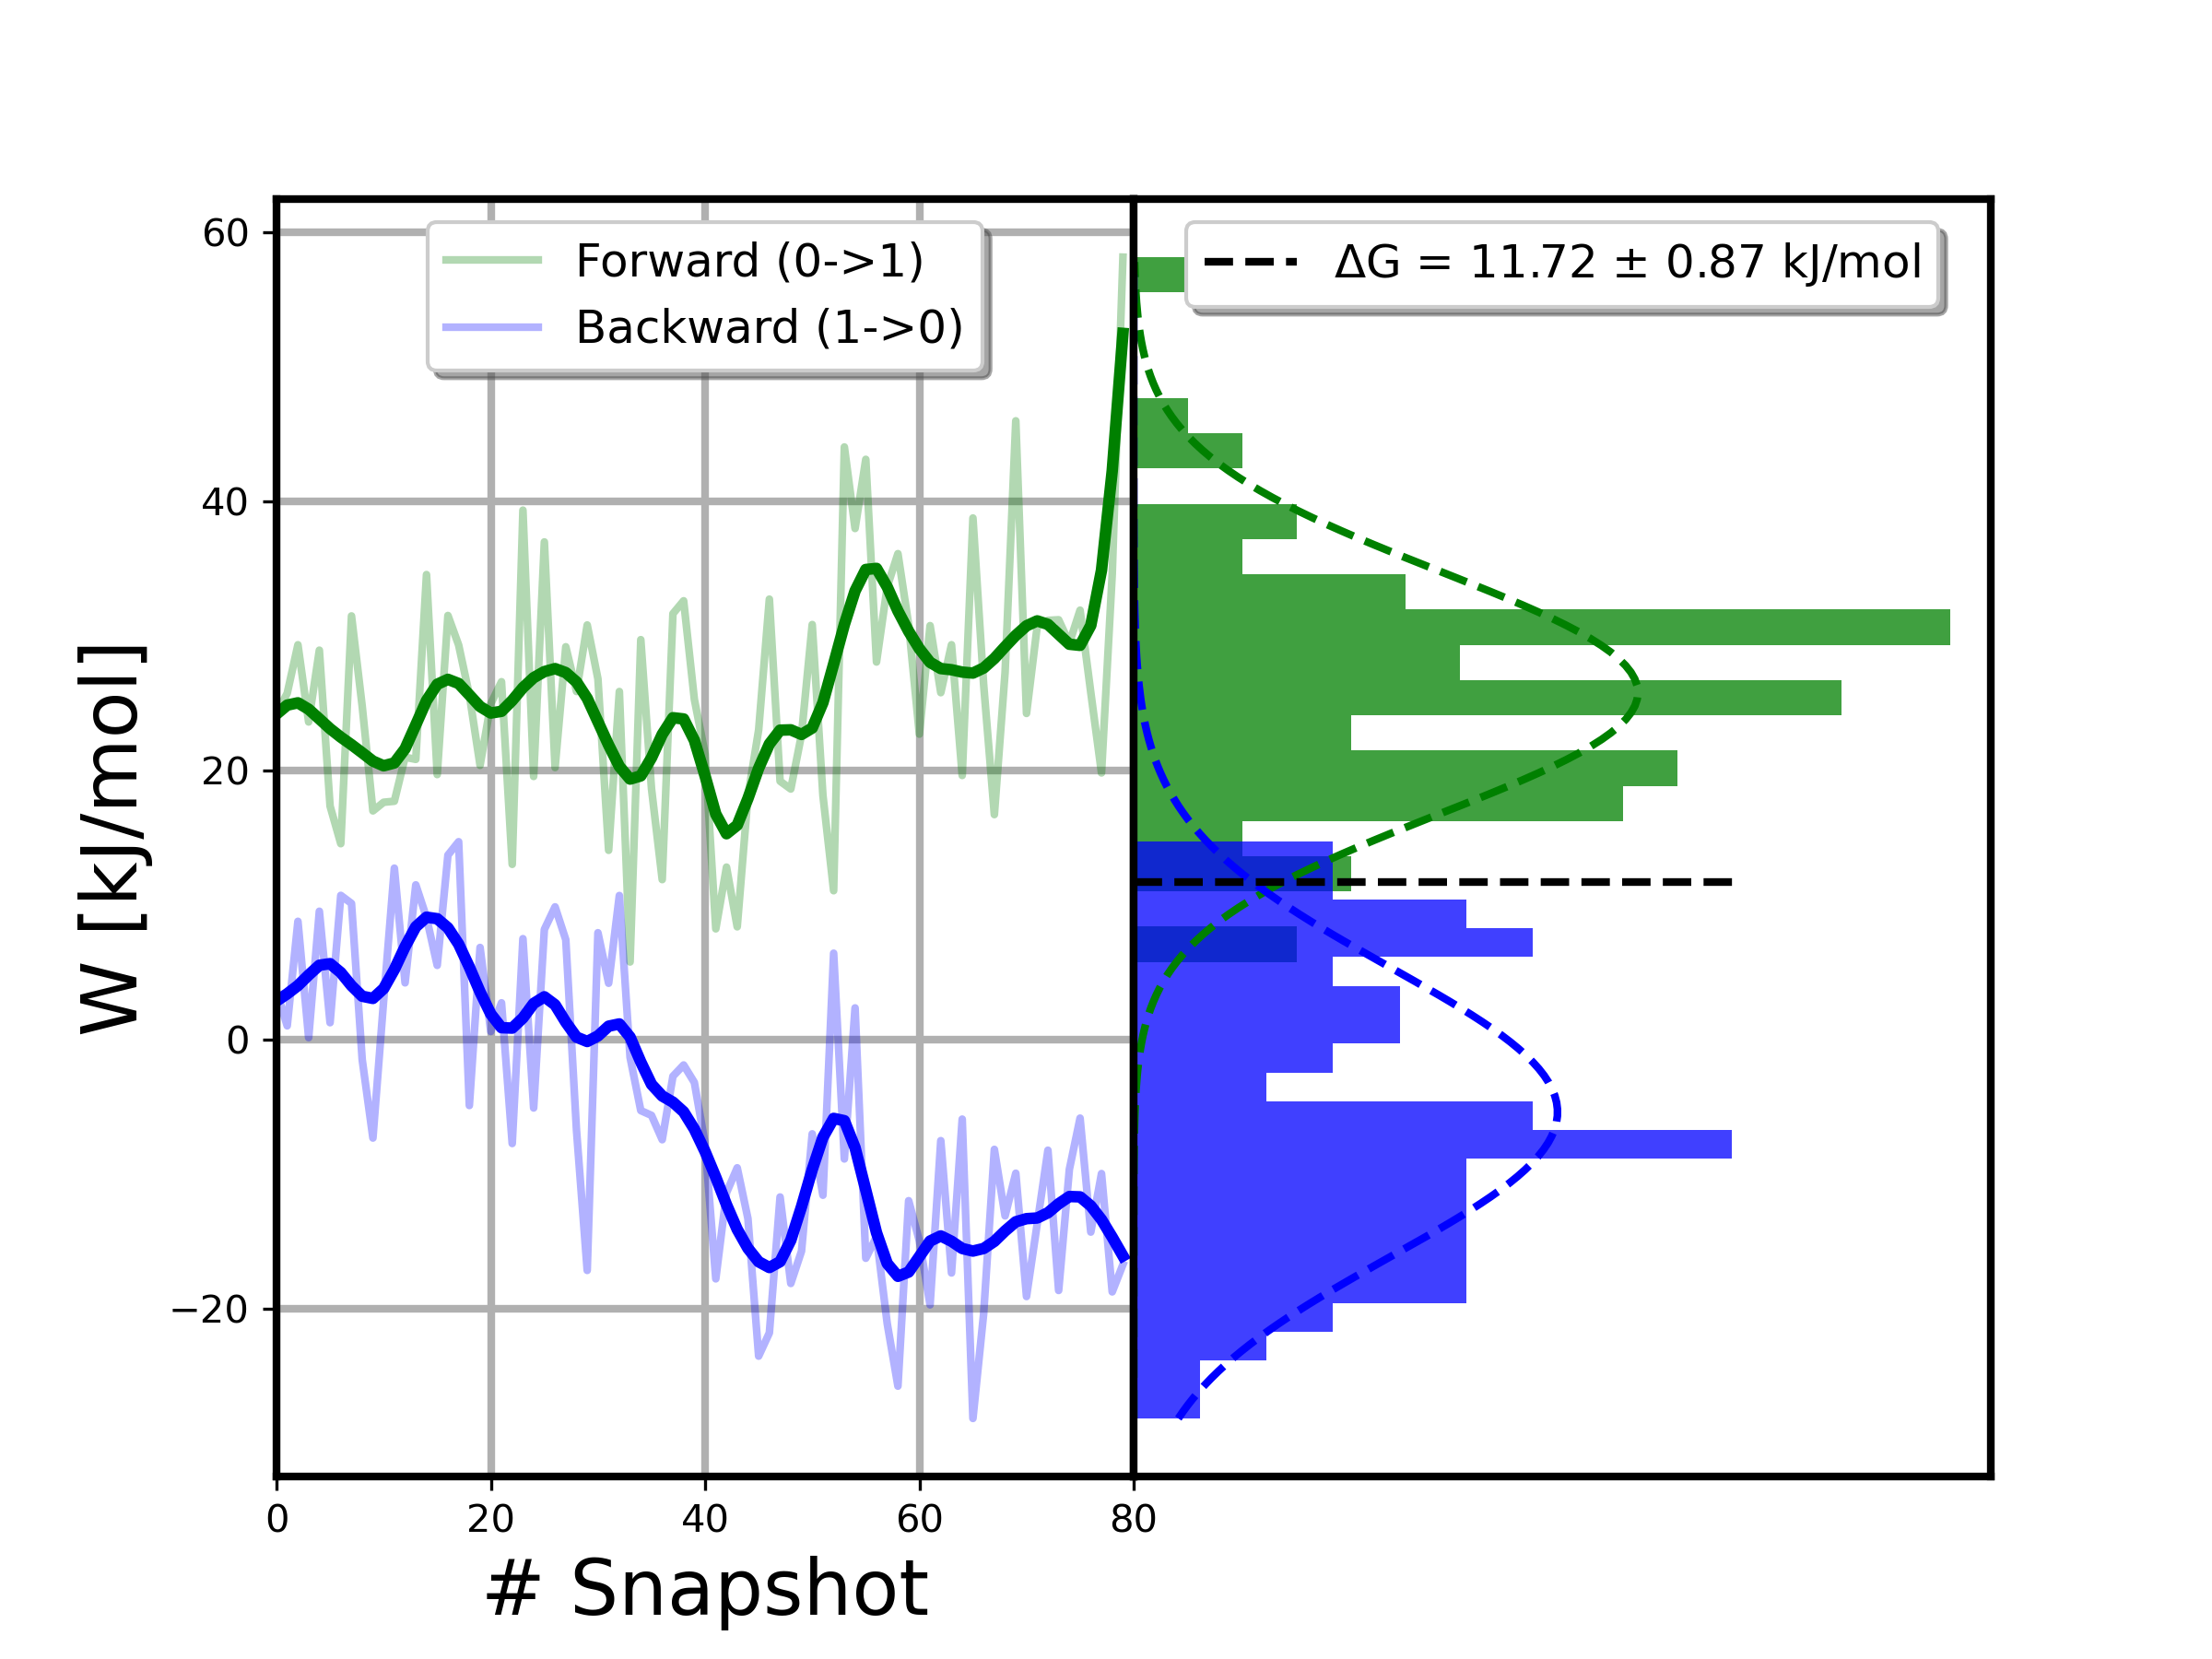 Forward (0->1)
Backward (1->0)
ΔG = 11.72 ± 0.87 kJ/mol
W [kJ/mol]
60
40
20
0
−20
0 20 40 60 80
# Snapshot